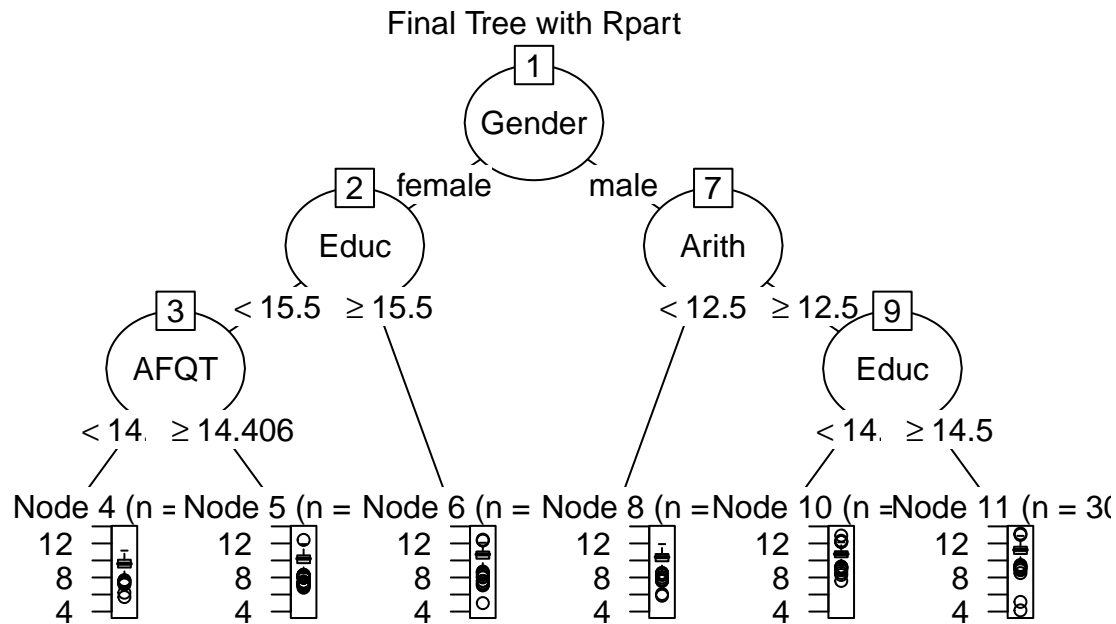 Final Tree with Rpart
1
Gender
female male
2 7
Educ Arith
< 15.5 ≥ 15.5 < 12.5 ≥ 12.5
3 9
AFQT Educ
< 14. ≥ 14.406 < 14. ≥ 14.5
Node 4 (n = Node 5 (n = Node 6 (n = Node 8 (n = Node 10 (n = Node 11 (n = 30
12 12 12 12 12 12
8 8 8 8 8 8
4 4 4 4 4 4